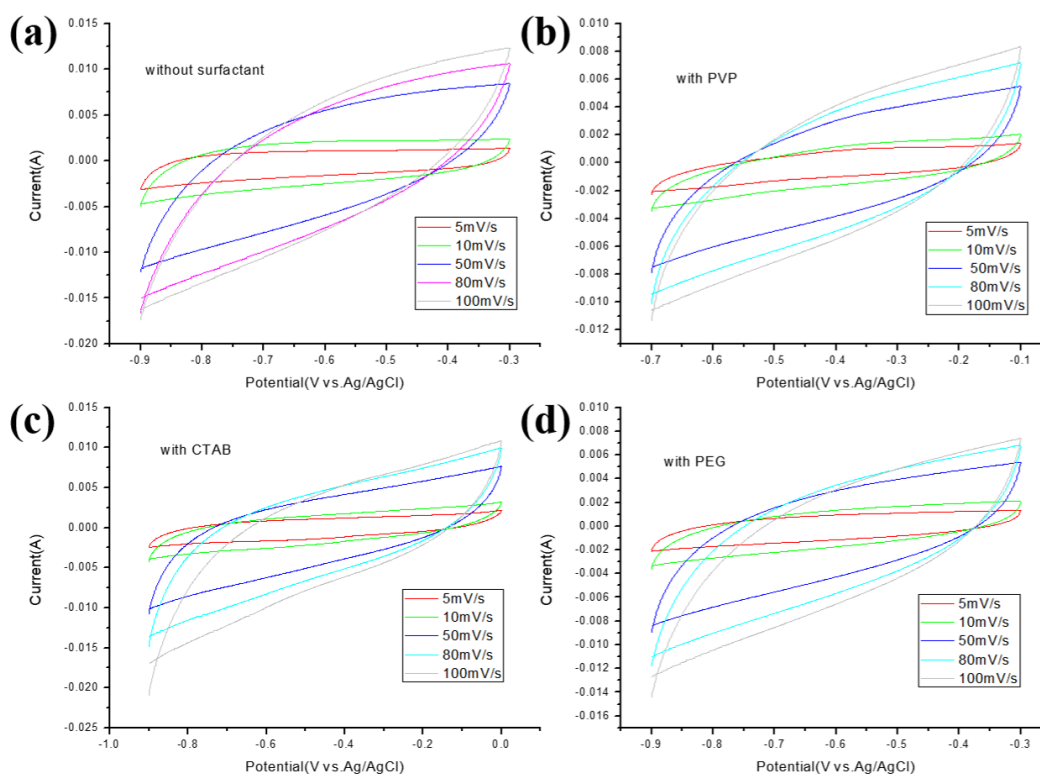 (a)
without surfactant
0.015
0.010
0.005
0.000
-0.005
-0.010
-0.015
-0.020
Current(A)
-0.9
-0.8
-0.7
-0.6
-0.5
-0.4
-0.3
Potential(V vs.Ag/AgCl)
5mV/s
10mV/s
50mV/s
80mV/s
100mV/s
(b)
with PVP
0.010
0.008
0.006
0.004
0.002
0.000
-0.002
-0.004
-0.006
-0.008
-0.010
-0.012
Current(A)
-0.7
-0.6
-0.5
-0.4
-0.3
-0.2
-0.1
Potential(V vs.Ag/AgCl)
5mV/s
10mV/s
50mV/s
80mV/s
100mV/s
(c)
with CTAB
0.015
0.010
0.005
0.000
-0.005
-0.010
-0.015
-0.020
-0.025
Current(A)
-1.0
-0.8
-0.6
-0.4
-0.2
0.0
Potential(V vs.Ag/AgCl)
5mV/s
10mV/s
50mV/s
80mV/s
100mV/s
(d)
with PEG
0.010
0.008
0.006
0.004
0.002
0.000
-0.002
-0.004
-0.006
-0.008
-0.010
-0.012
-0.014
-0.016
Current(A)
-0.9
-0.8
-0.7
-0.6
-0.5
-0.4
-0.3
Potential(V vs.Ag/AgCl)
5mV/s
10mV/s
50mV/s
80mV/s
100mV/s